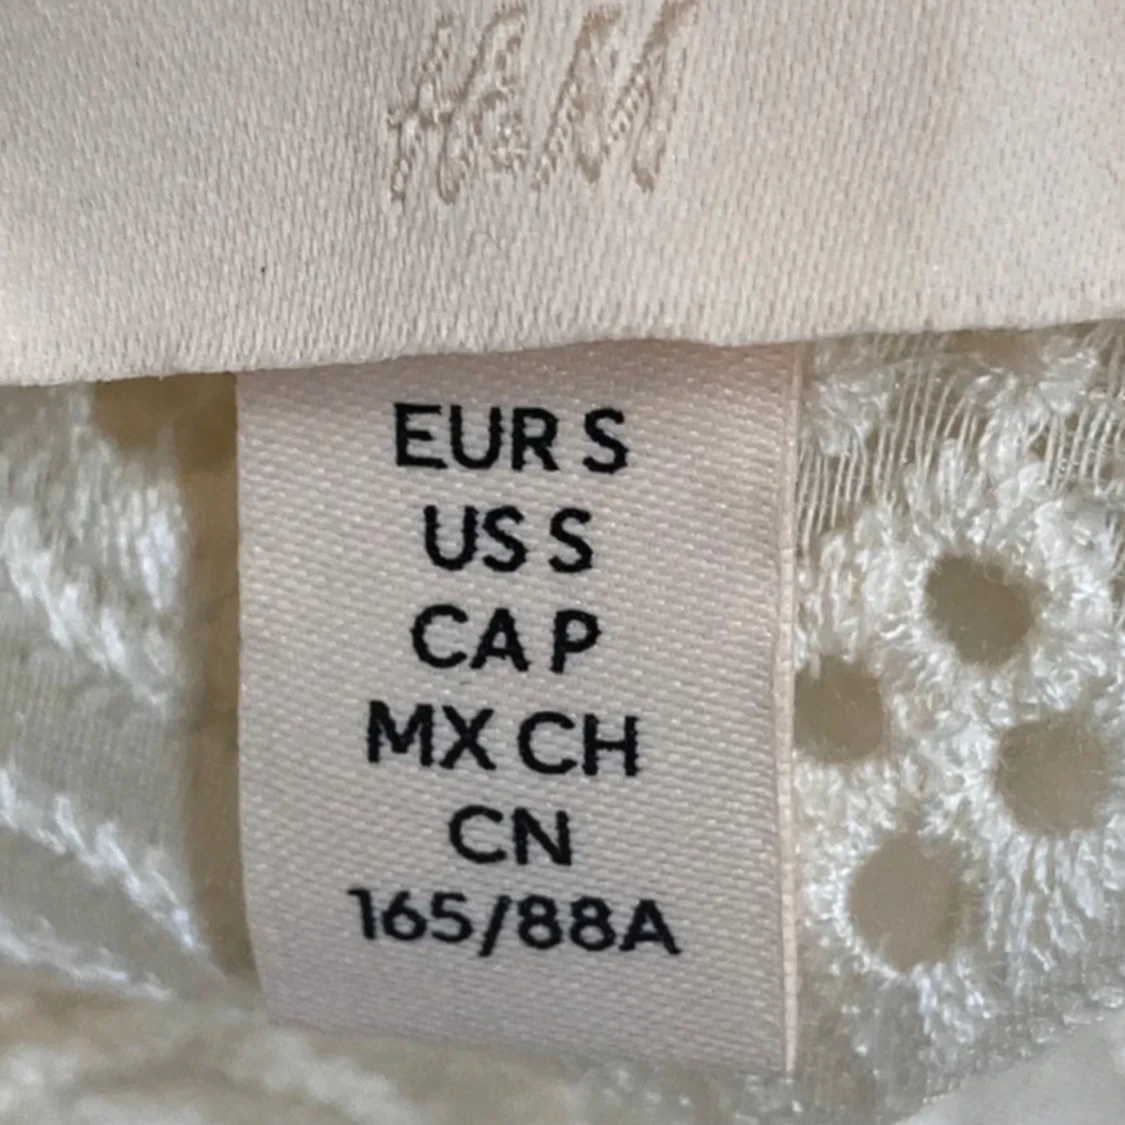 H&M
EUR S
US S
CA P
MX CH
CN
165/88A